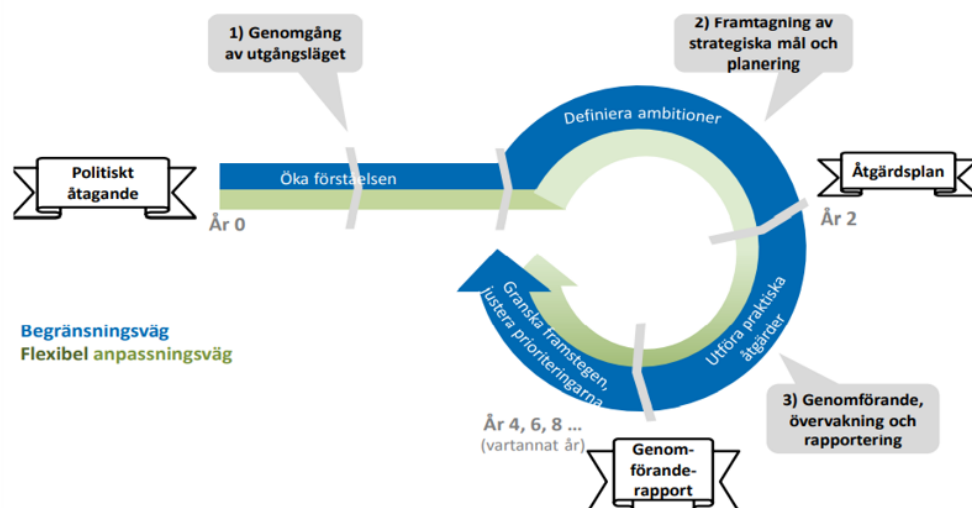 1) Genomgång
av utgångsläget
2) Framtagning av
strategiska mål och
planering
Definiera ambitioner
Politiskt
åtagande
Öka förståelsen
Åtgärdsplan
År 0
År 2
Utföra praktiska
åtgärder
Granska framstegen,
justera prioriteringarna
Begränsningsväg
Flexibel anpassningsväg
3) Genomförande,
övervakning och
rapportering
År 4, 6, 8 ...
(vartannat år)
Genom-
förande-
rapport